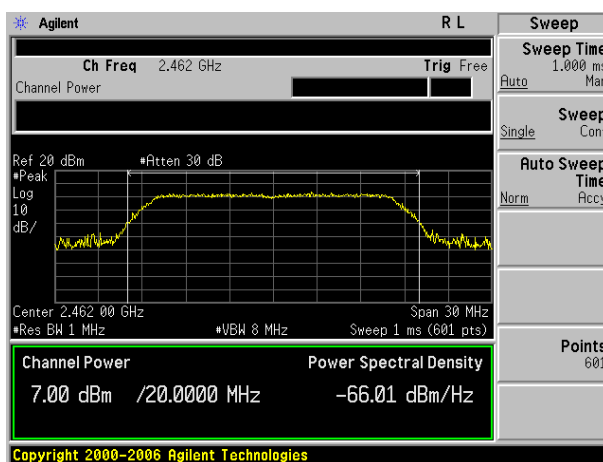 Agilent R L Sweep
Ch Freq 2.462 GHz Trig Free
Channel Power
Sweep Time
1.000 ms
Auto Man
Sweep
Single Cont
Auto Sweep
Time
Norm Accy
Points
601
Ref 20 dBm #Atten 30 dB
#Peak
Log
10
dB/
Center 2.462 00 GHz Span 30 MHz
#Res BW 1 MHz #VBW 8 MHz Sweep 1 ms (601 pts)
Channel Power Power Spectral Density
7.00 dBm /20.0000 MHz -66.01 dBm/Hz
Copyright 2000-2006 Agilent Technologies